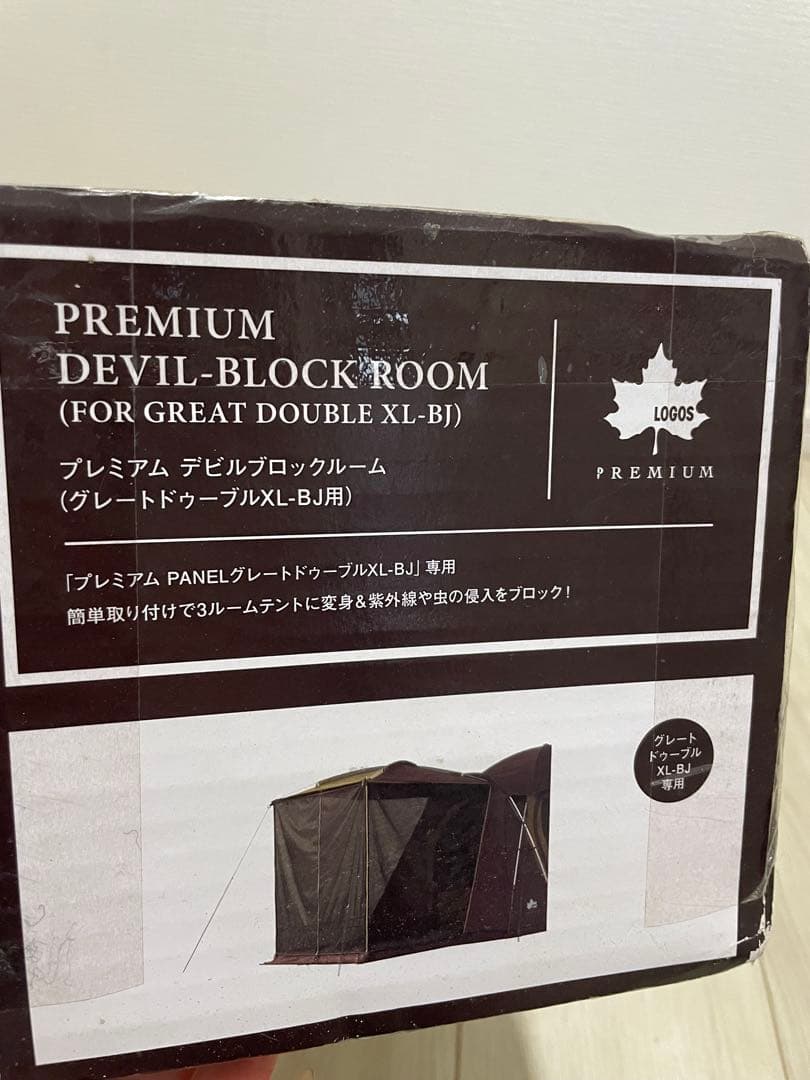 PREMIUM
DEVIL-BLOCK ROOM
(FOR GREAT DOUBLE XL-BJ)
プレミアム デビルブロックルーム
(グレートドゥーブルXL-BJ用)
LOGOS
PREMIUM
「プレミアム PANELグレートドゥーブルXL-BJ」専用
簡単取り付けで3ルームテントに変身&紫外線や虫の侵入をブロック!
グレート
ドゥーブル
XL-BJ
専用